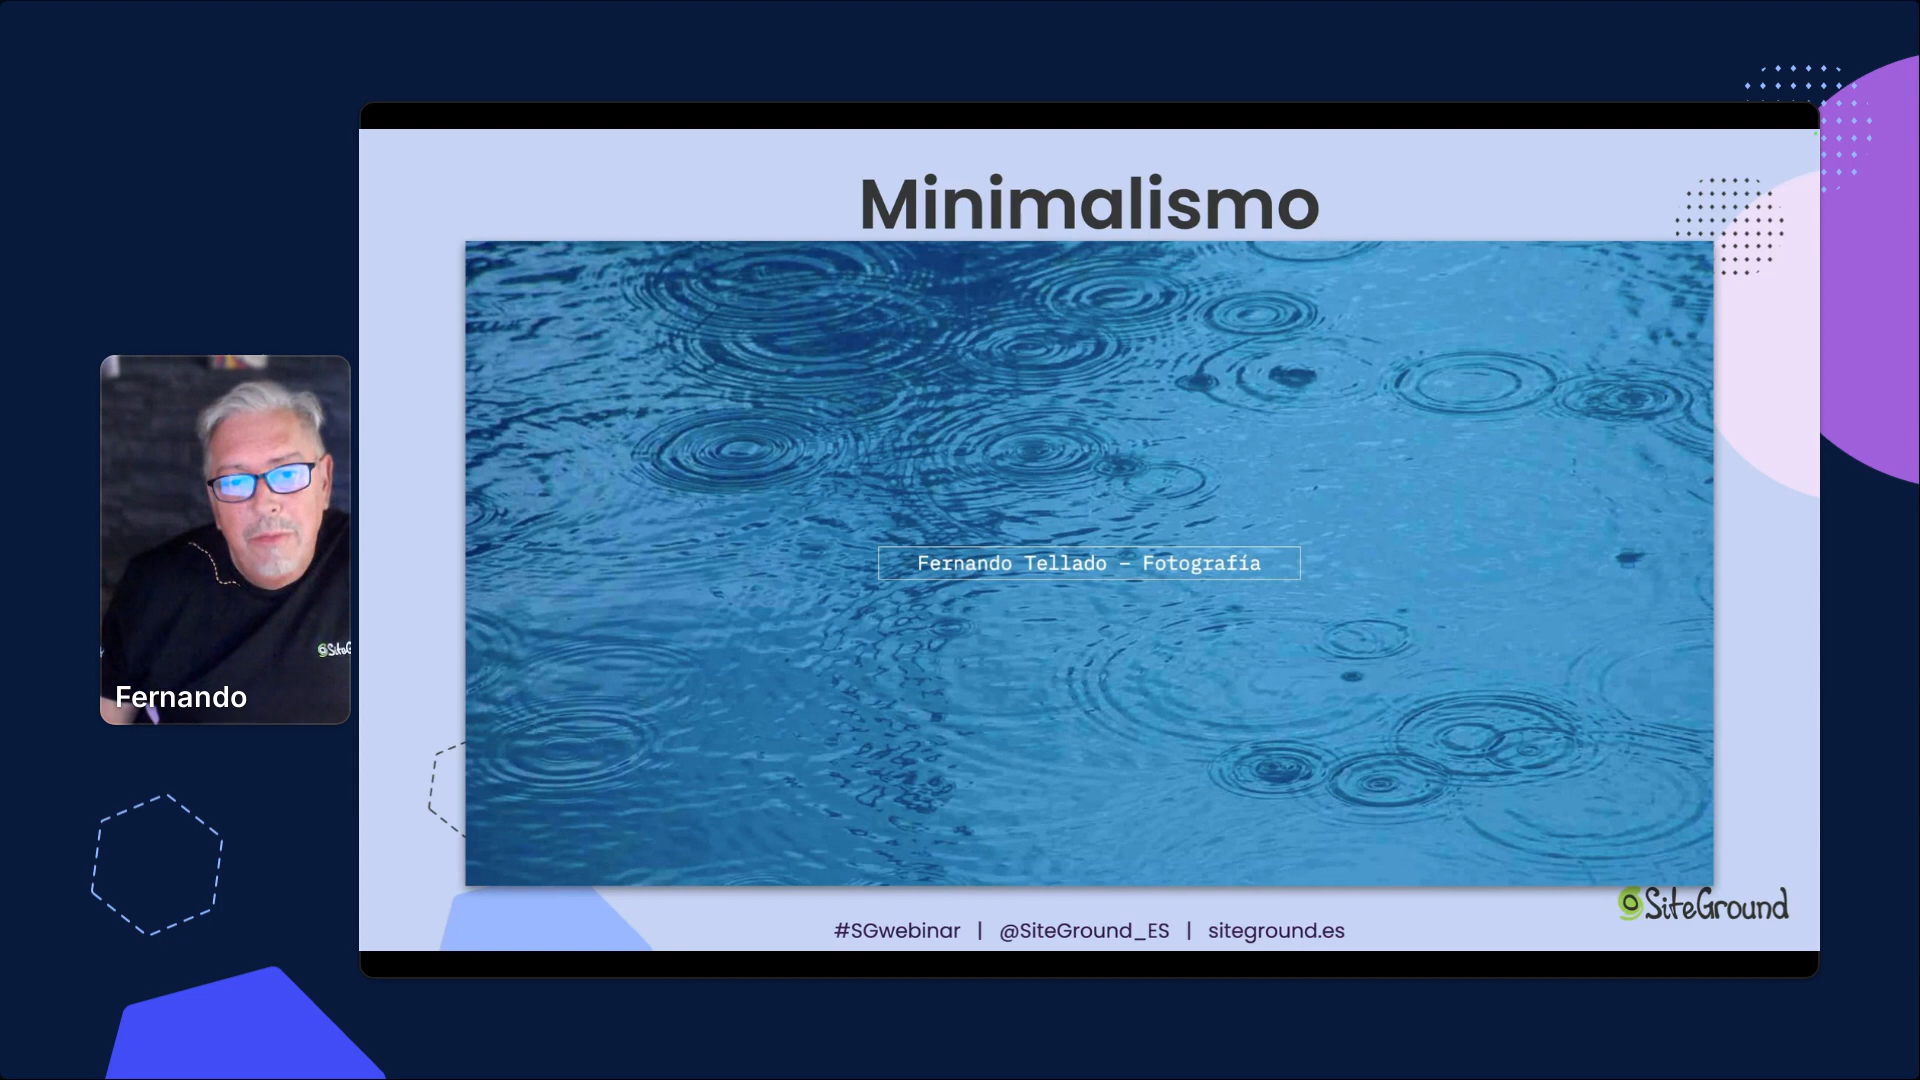 Minimalismo
Fernando Tellado – Fotografía
Fernando
SiteGround
#SGwebinar | @SiteGround_ES | siteground.es